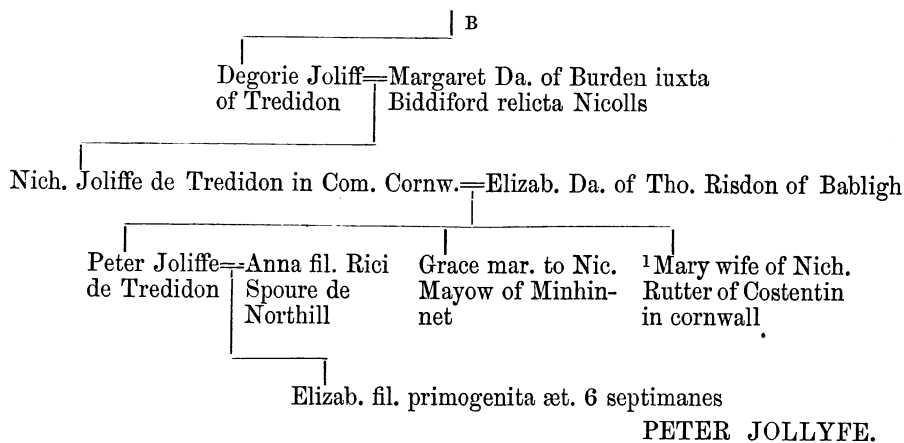 B
Degorie Joliff=Margaret Da. of Burden iuxta
of Tredidon Biddiford relicta Nicolls
Nich. Joliffe de Tredidon in Com. Cornw.=Elizab. Da. of Tho. Risdon of Babligh
Peter Joliffe=Anna fil. Rici
de Tredidon Spoure de
Northill
Grace mar. to Nic.
Mayow of Minhin-
net
¹Mary wife of Nich.
Rutter of Costentin
in cornwall
Elizab. fil. primogenita æt. 6 septimanes
PETER JOLLYFE.